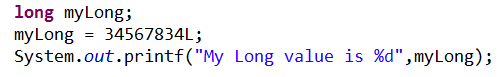 long myLong;
myLong = 34567834L;
System.out.printf("My Long value is %d",myLong);